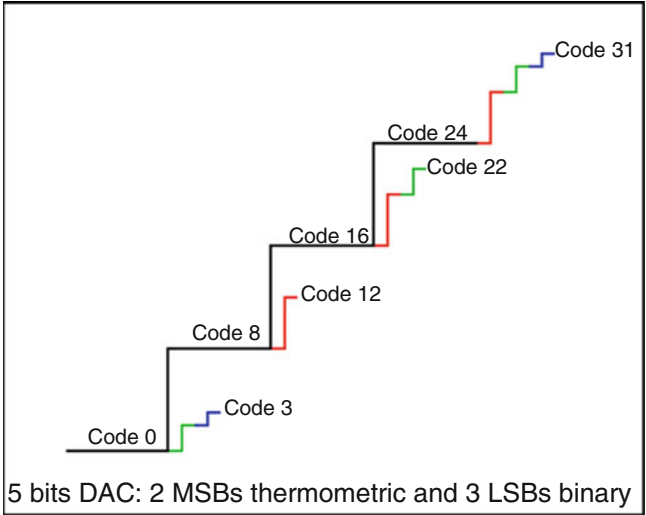 Code 31
Code 24
Code 22
Code 16
Code 12
Code 8
Code 3
Code 0
5 bits DAC: 2 MSBs thermometric and 3 LSBs binary